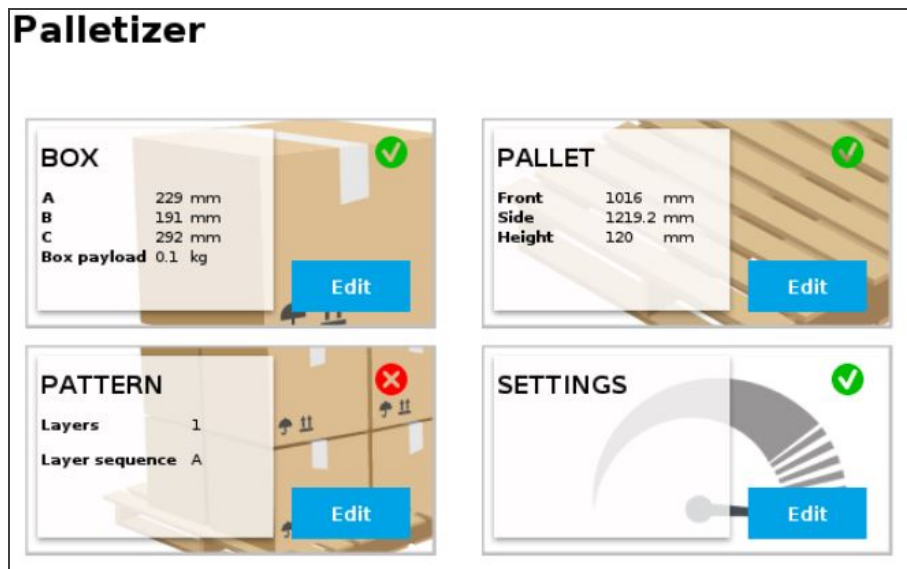 Palletizer
BOX
A 229 mm
B 191 mm
C 292 mm
Box payload 0.1 kg
Edit
PALLET
Front 1016 mm
Side 1219.2 mm
Height 120 mm
Edit
PATTERN
Layers 1
Layer sequence A
Edit
SETTINGS
Edit